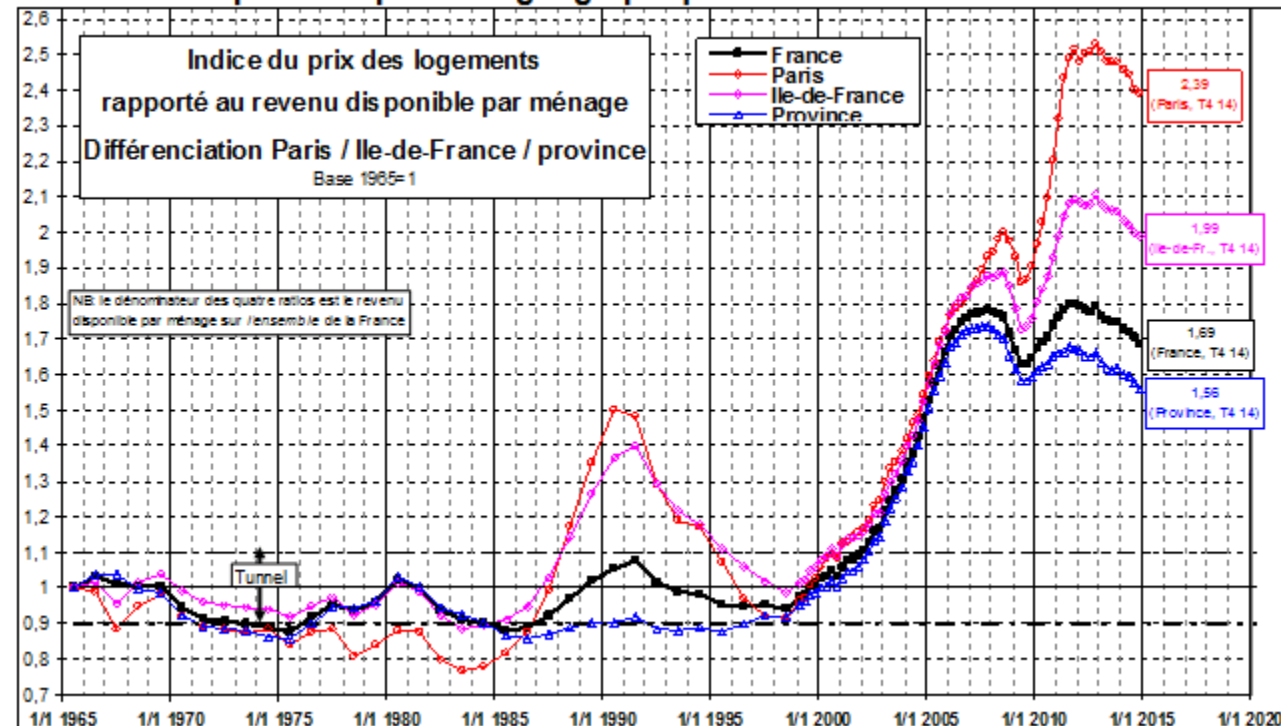 Indice du prix des logements
rapporté au revenu disponible par ménage
Différenciation Paris / Ile-de-France / province
Base 1965=1
France
Paris
Ile-de-France
Province
NB: le dénominateur des quatre ratios est le revenu
disponible par ménage sur l'ensemble de la France
Tunnel
2,39
(Paris, T4 14)
1,99
(Ile-de-Fr., T4 14)
1,69
(France, T4 14)
1,56
(Province, T4 14)
2,6
2,5
2,4
2,3
2,2
2,1
2
1,9
1,8
1,7
1,6
1,5
1,4
1,3
1,2
1,1
1
0,9
0,8
0,7
1/1 1965
1/1 1970
1/1 1975
1/1 1980
1/1 1985
1/1 1990
1/1 1995
1/1 2000
1/1 2005
1/1 2010
1/1 2015
1/1 2020